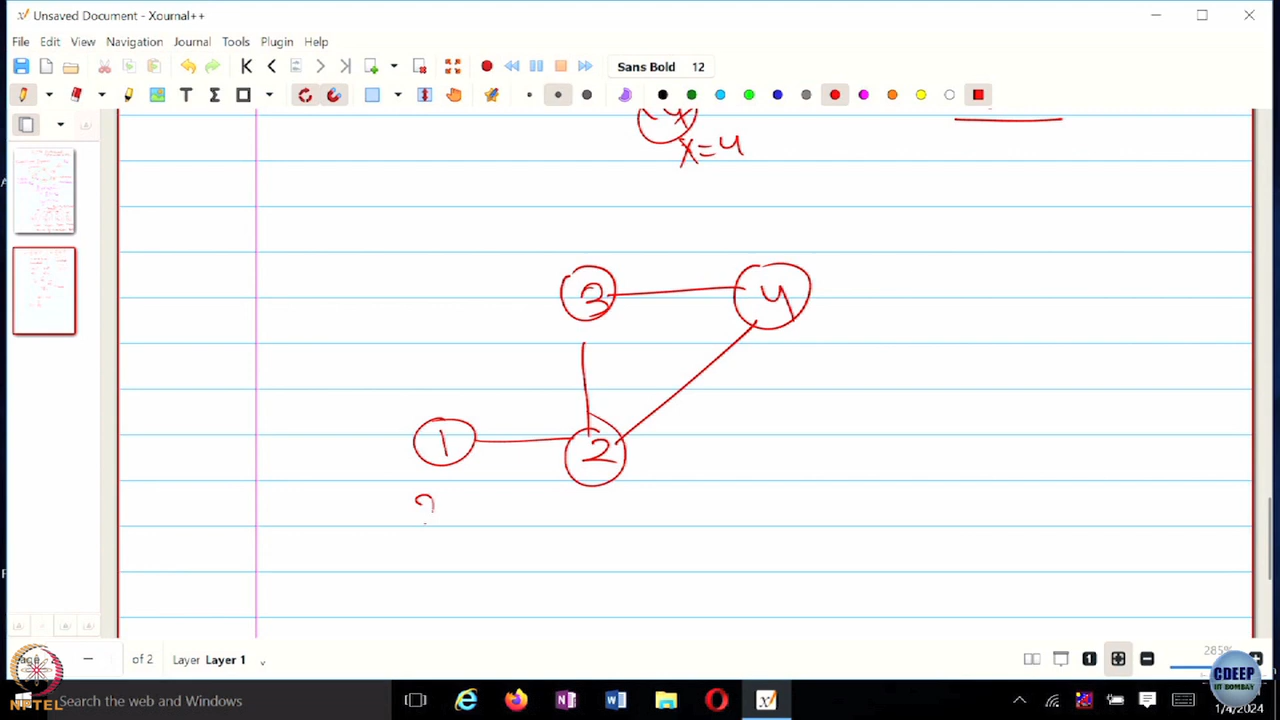 Unsaved Document - Xournal++
File Edit View Navigation Journal Tools Plugin Help
Sans Bold 12
x=4
3 4
1 2
?
of 2 Layer Layer 1
285%
Search the web and Windows
NPTEL
CDEEP
IIT BOMBAY
1/4/2024